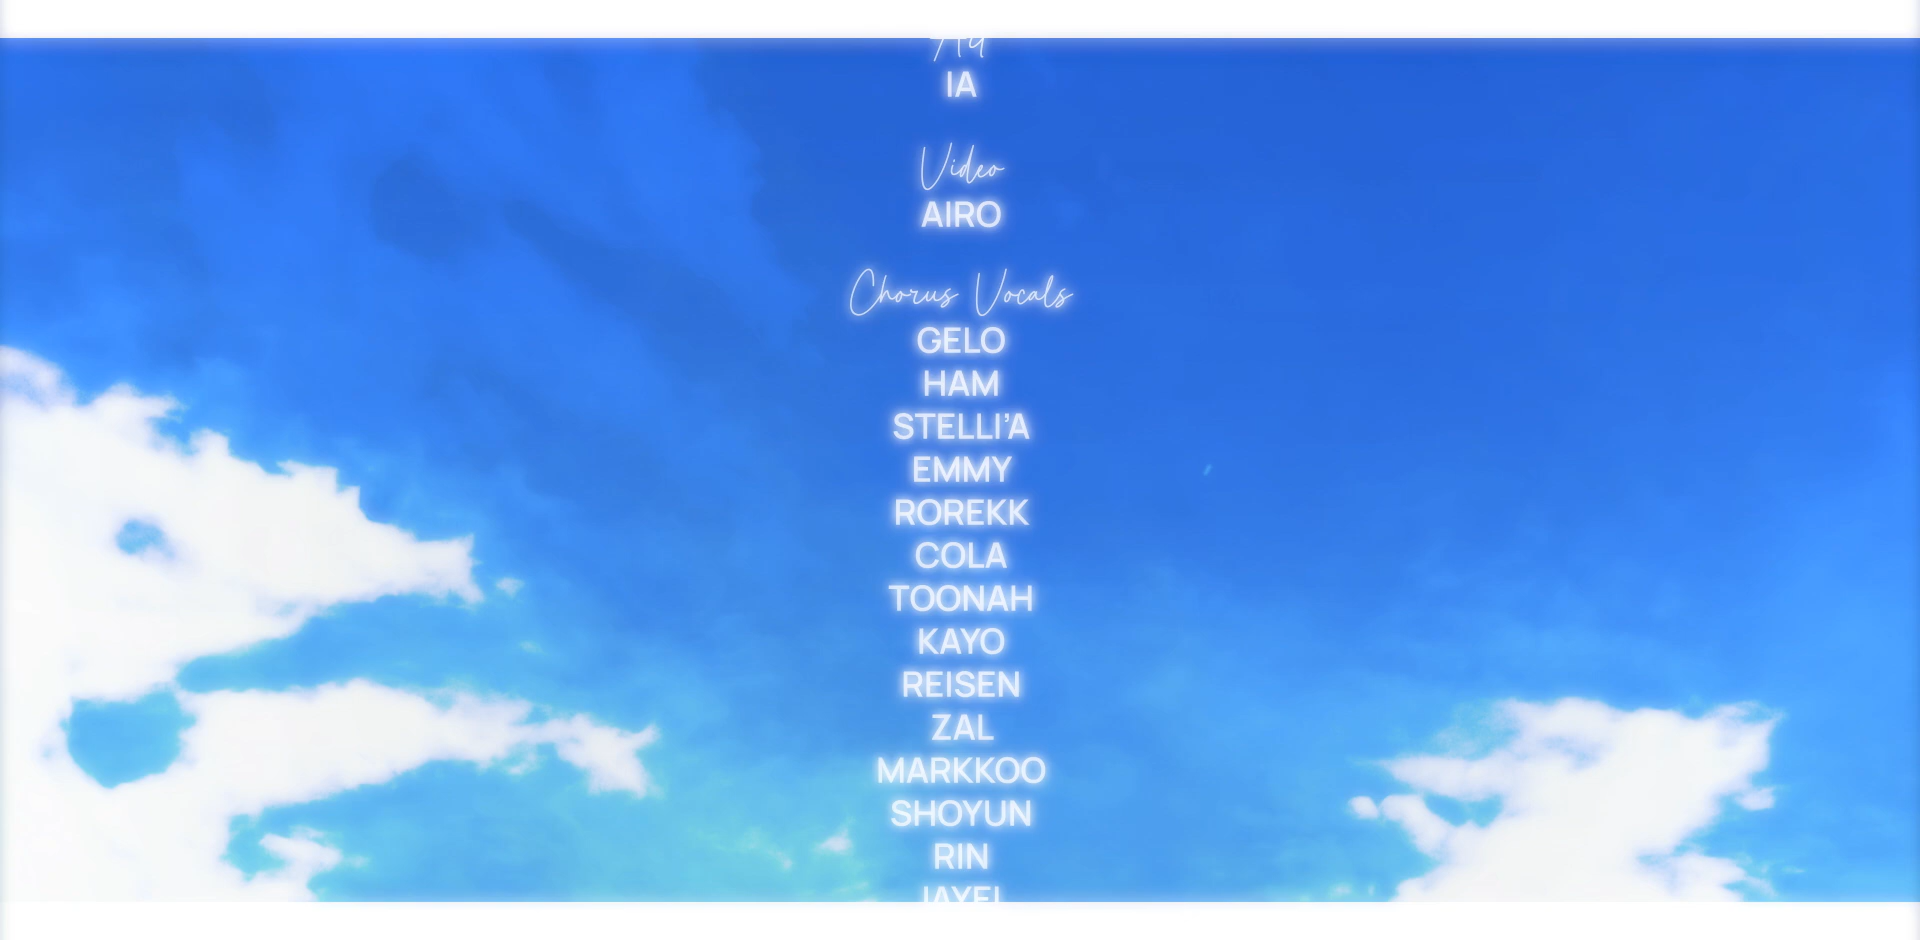 IA
Video
AIRO
Chorus Vocals
GELO
HAM
STELLI'A
EMMY
ROREKK
COLA
TOONAH
KAYO
REISEN
ZAL
MARKKOO
SHOYUN
RIN